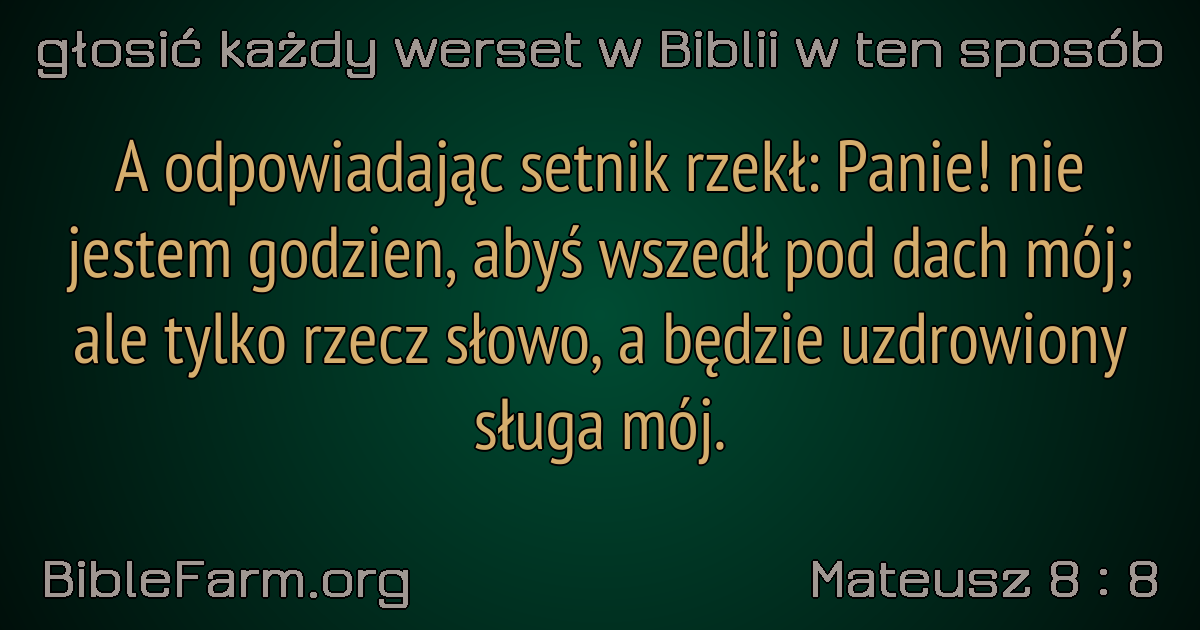 głosić każdy werset w Biblii w ten sposób
A odpowiadając setnik rzekł: Panie! nie
jestem godzien, abyś wszedł pod dach mój;
ale tylko rzecz słowo, a będzie uzdrowiony
sługa mój.
BibleFarm.org
Mateusz 8 : 8